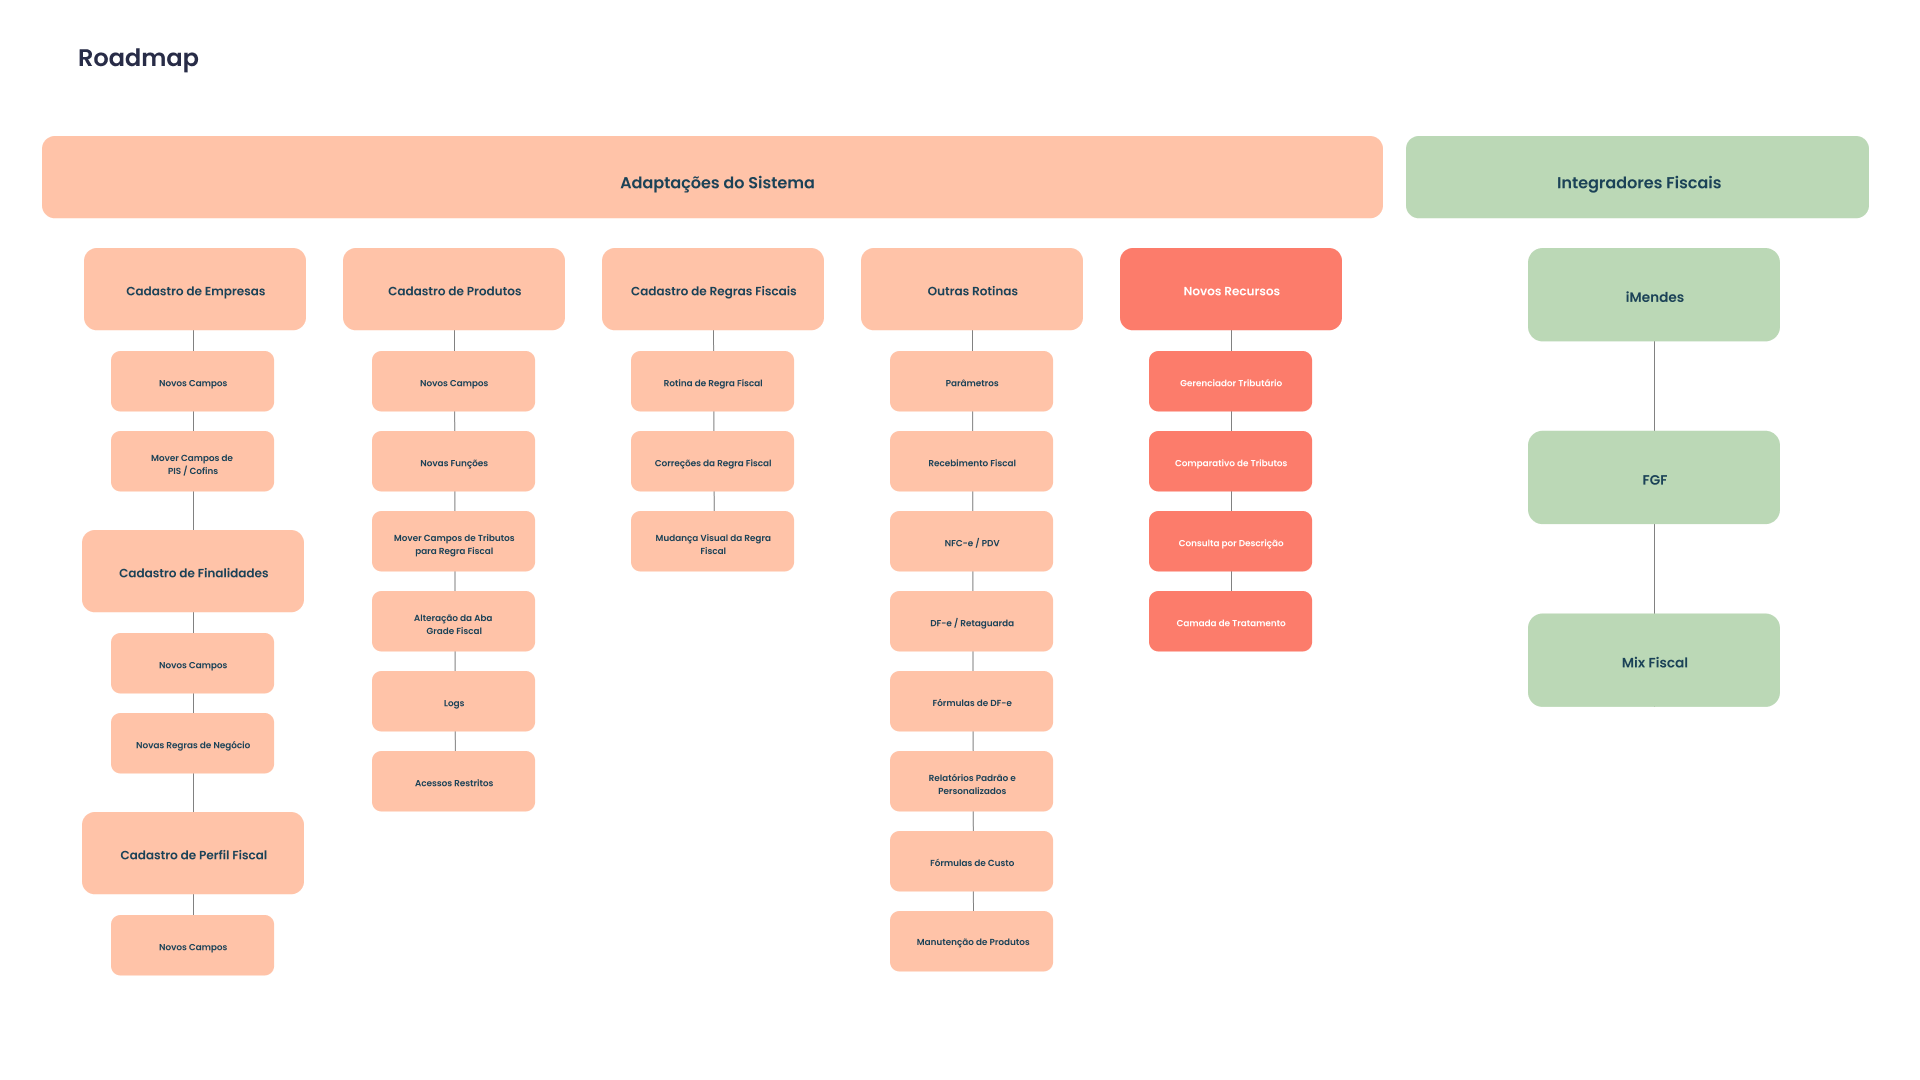 Roadmap
Adaptações do Sistema
Integradores Fiscais
Cadastro de Empresas
Novos Campos
Mover Campos de
PIS / Cofins
Cadastro de Finalidades
Novos Campos
Novas Regras de Negócio
Cadastro de Perfil Fiscal
Novos Campos
Cadastro de Produtos
Novos Campos
Novas Funções
Mover Campos de Tributos
para Regra Fiscal
Alteração da Aba
Grade Fiscal
Logs
Acessos Restritos
Cadastro de Regras Fiscais
Rotina de Regra Fiscal
Correções da Regra Fiscal
Mudança Visual da Regra
Fiscal
Outras Rotinas
Parâmetros
Recebimento Fiscal
NFC-e / PDV
DF-e / Retaguarda
Fórmulas de DF-e
Relatórios Padrão e
Personalizados
Fórmulas de Custo
Manutenção de Produtos
Novos Recursos
Gerenciador Tributário
Comparativo de Tributos
Consulta por Descrição
Camada de Tratamento
iMendes
FGF
Mix Fiscal